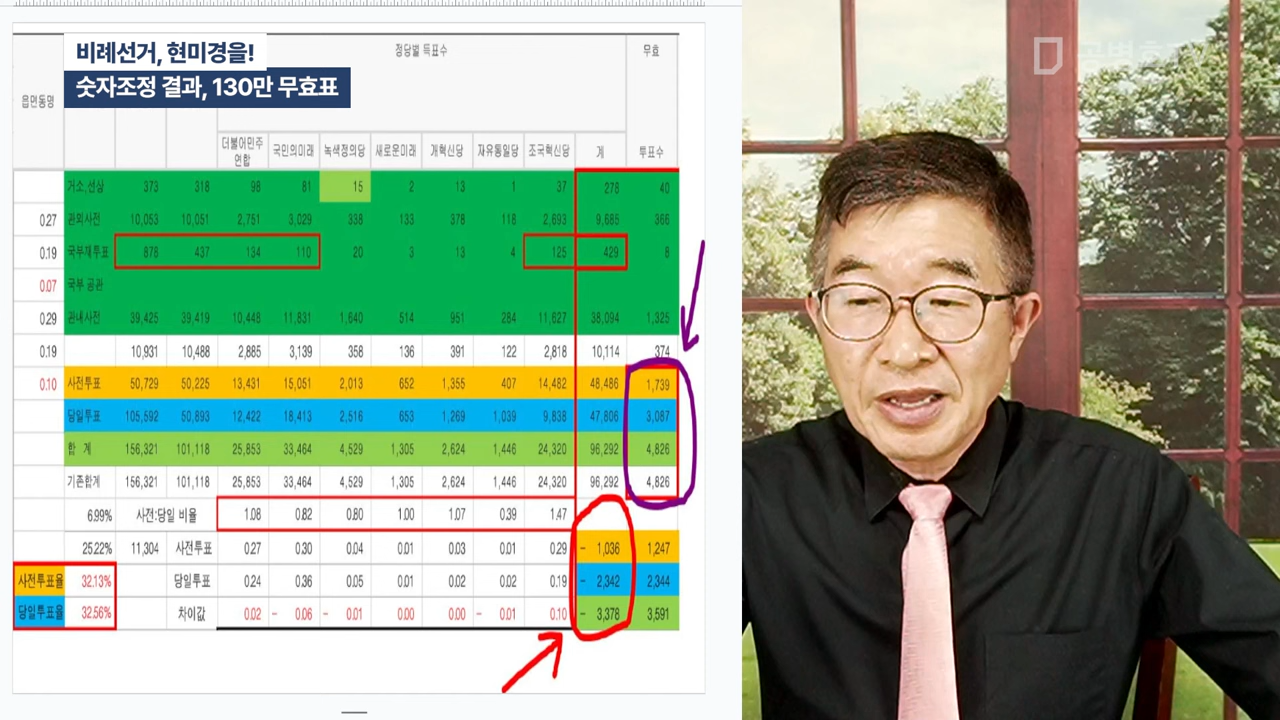 비례선거, 현미경을!
숫자조정 결과, 130만 무효표
공병호TV
읍면동명 정당별 득표수 무효
더불어민주연합 국민의미래 녹색정의당 새로운미래 개혁신당 자유통일당 조국혁신당 계 투표수
거소,선상 373 318 98 81 15 2 13 1 37 278 40
0.27 관외사전 10,053 10,051 2,751 3,029 338 133 378 118 2,693 9,685 366
0.19 국부재투표 878 437 134 110 20 3 13 4 125 429 8
0.07 국부 공관
0.29 관내사전 39,425 39,419 10,448 11,831 1,640 514 951 284 11,627 38,094 1,325
0.19 10,931 10,488 2,885 3,139 358 136 391 122 2,818 10,114 374
0.10 사전투표 50,729 50,225 13,431 15,051 2,013 652 1,355 407 14,482 48,486 1,739
당일투표 105,592 50,893 12,422 18,413 2,516 653 1,269 1,039 9,838 47,806 3,087
합 계 156,321 101,118 25,853 33,464 4,529 1,305 2,624 1,446 24,320 96,292 4,826
기존합계 156,321 101,118 25,853 33,464 4,529 1,305 2,624 1,446 24,320 96,292 4,826
6.99% 사전:당일 비율 1.08 0.82 0.80 1.00 1.07 0.39 1.47
25.22% 11,304 사전투표 0.27 0.30 0.04 0.01 0.03 0.01 0.29 - 1,036 1,247
사전투표율 32.13% 당일투표 0.24 0.36 0.05 0.01 0.02 0.02 0.19 - 2,342 2,344
당일투표율 32.56% 차이값 0.02 - 0.06 - 0.01 0.00 0.00 - 0.01 0.10 - 3,378 3,591